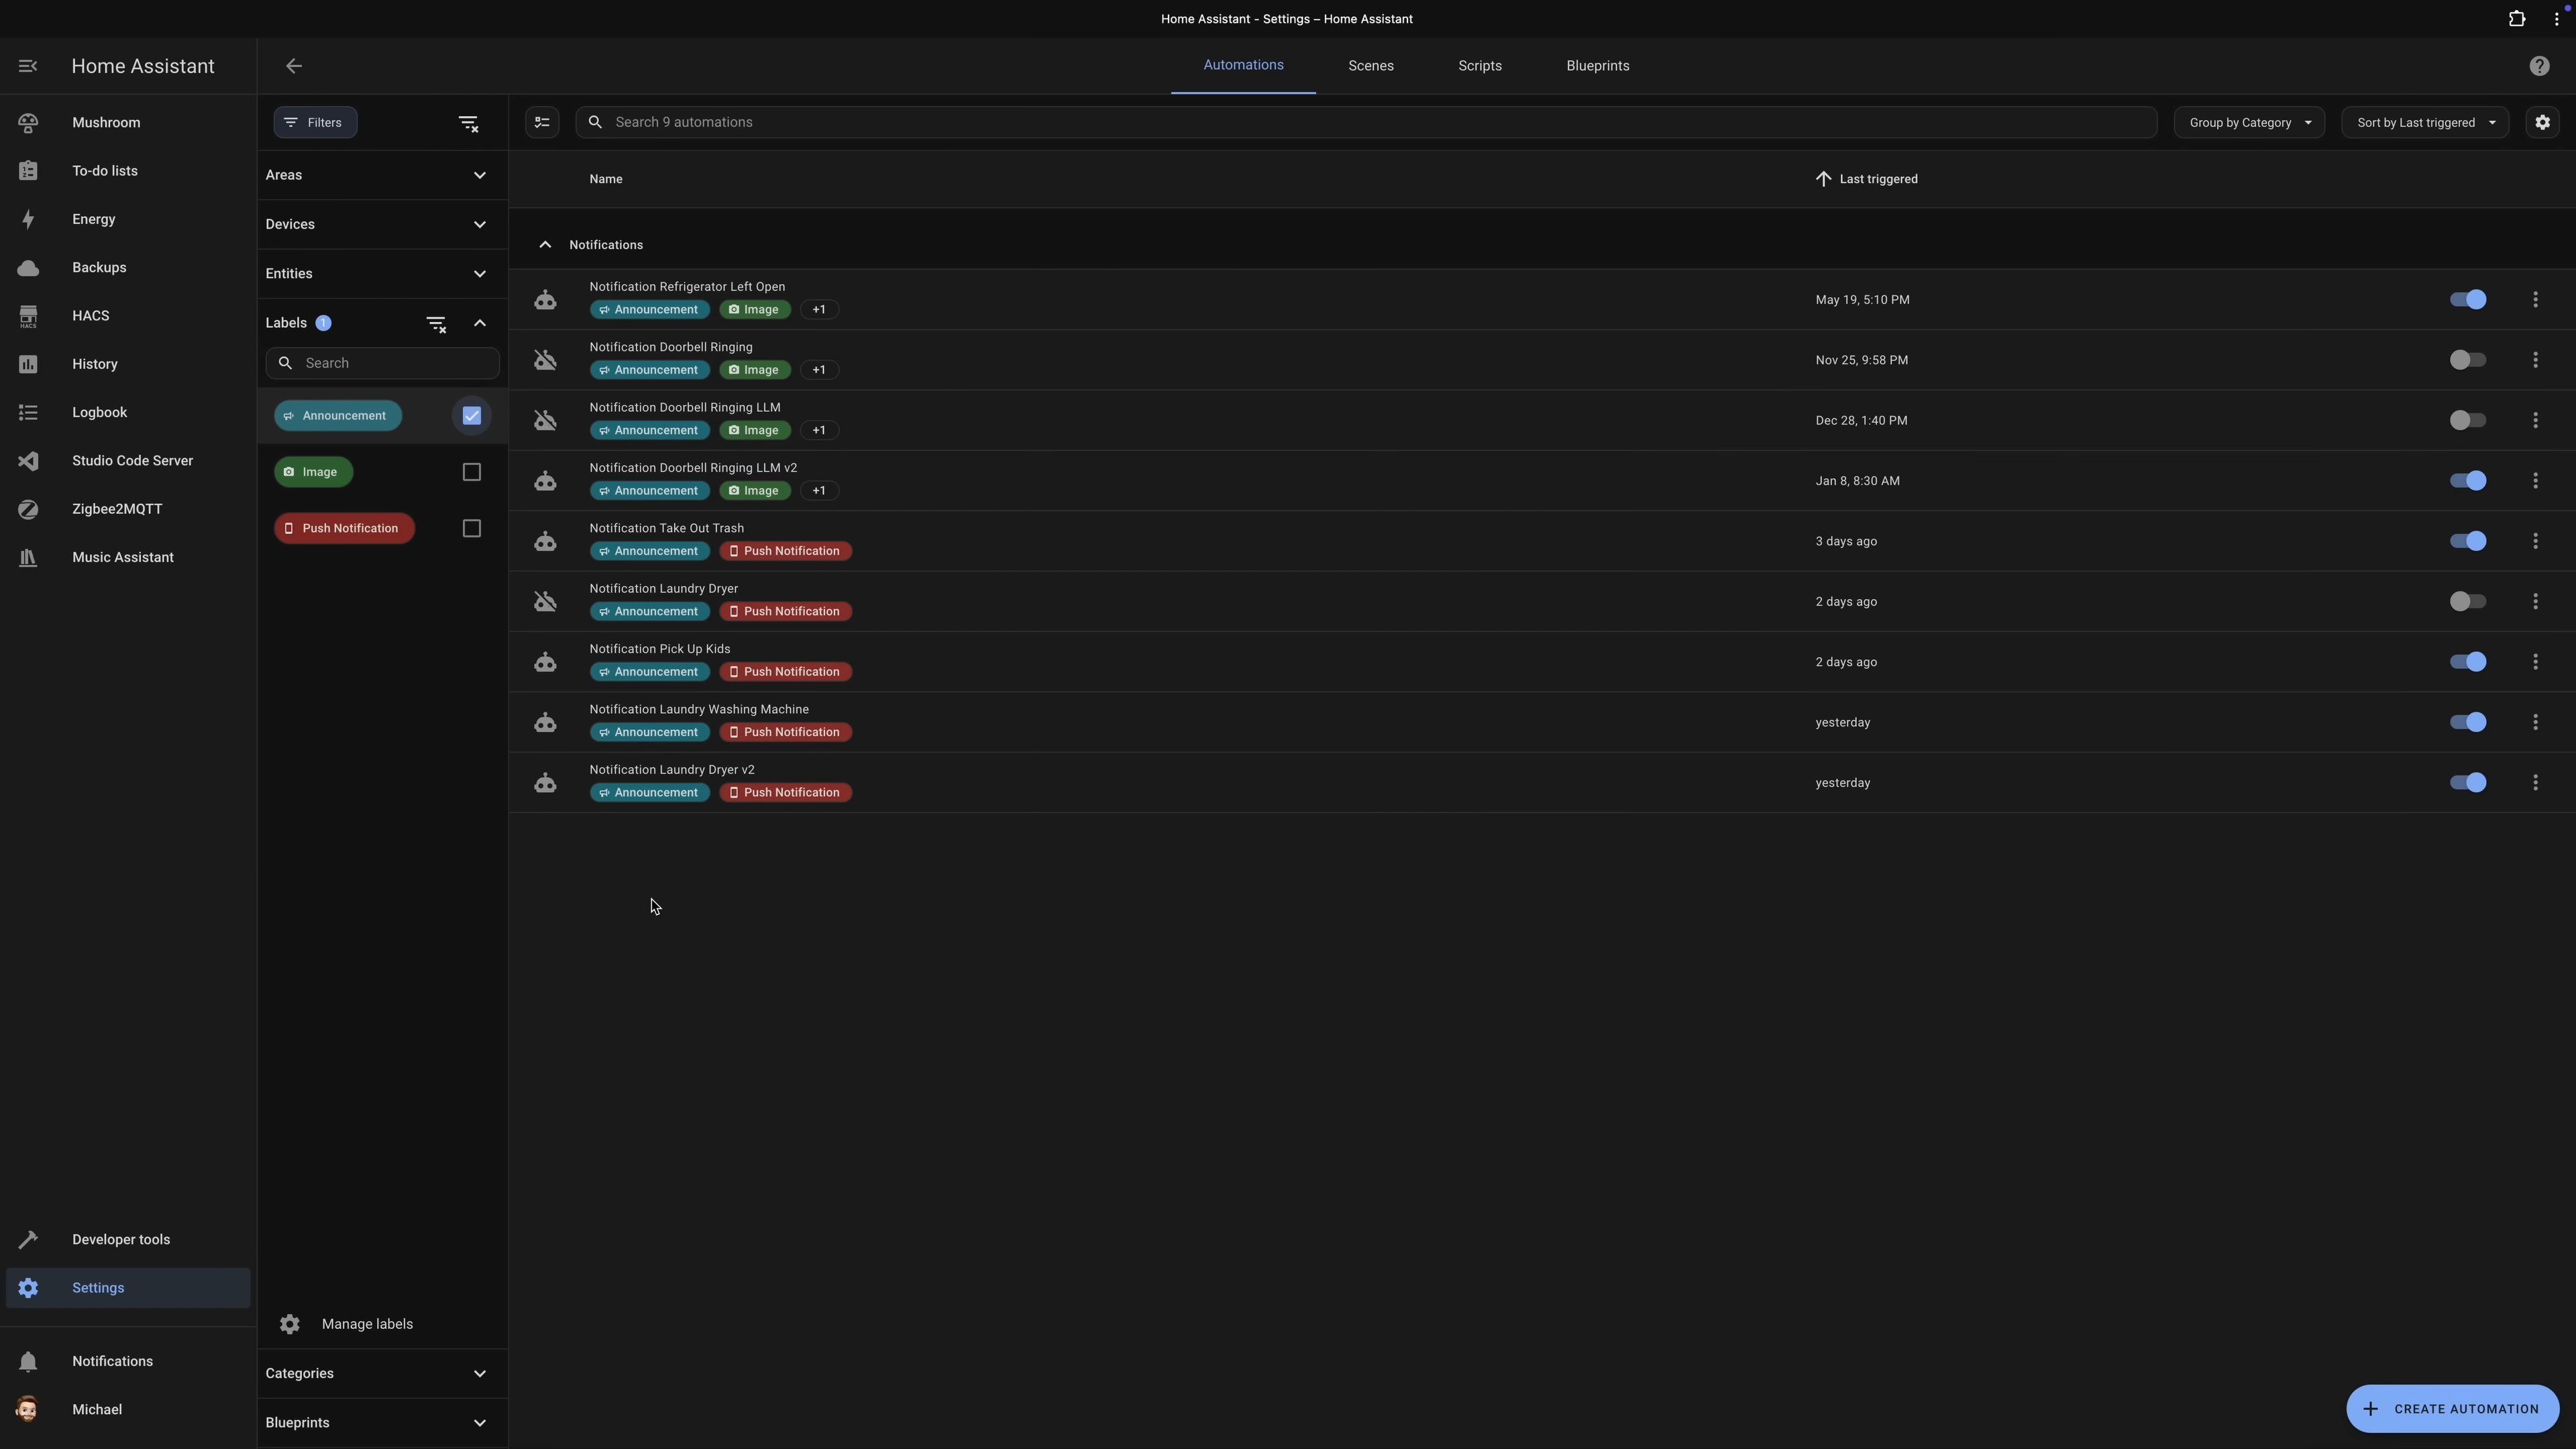 Home Assistant - Settings – Home Assistant
Home Assistant
Automations
Scenes
Scripts
Blueprints
Mushroom
To-do lists
Energy
Backups
HACS
HACS
History
Logbook
Studio Code Server
Zigbee2MQTT
Music Assistant
Developer tools
Settings
Notifications
Michael
Filters
Areas
Devices
Entities
Labels 1
Search
Announcement
Image
Push Notification
Manage labels
Categories
Blueprints
Search 9 automations
Group by Category
Sort by Last triggered
Name
Last triggered
Notifications
Notification Refrigerator Left Open
Announcement Image +1
May 19, 5:10 PM
Notification Doorbell Ringing
Announcement Image +1
Nov 25, 9:58 PM
Notification Doorbell Ringing LLM
Announcement Image +1
Dec 28, 1:40 PM
Notification Doorbell Ringing LLM v2
Announcement Image +1
Jan 8, 8:30 AM
Notification Take Out Trash
Announcement Push Notification
3 days ago
Notification Laundry Dryer
Announcement Push Notification
2 days ago
Notification Pick Up Kids
Announcement Push Notification
2 days ago
Notification Laundry Washing Machine
Announcement Push Notification
yesterday
Notification Laundry Dryer v2
Announcement Push Notification
yesterday
CREATE AUTOMATION